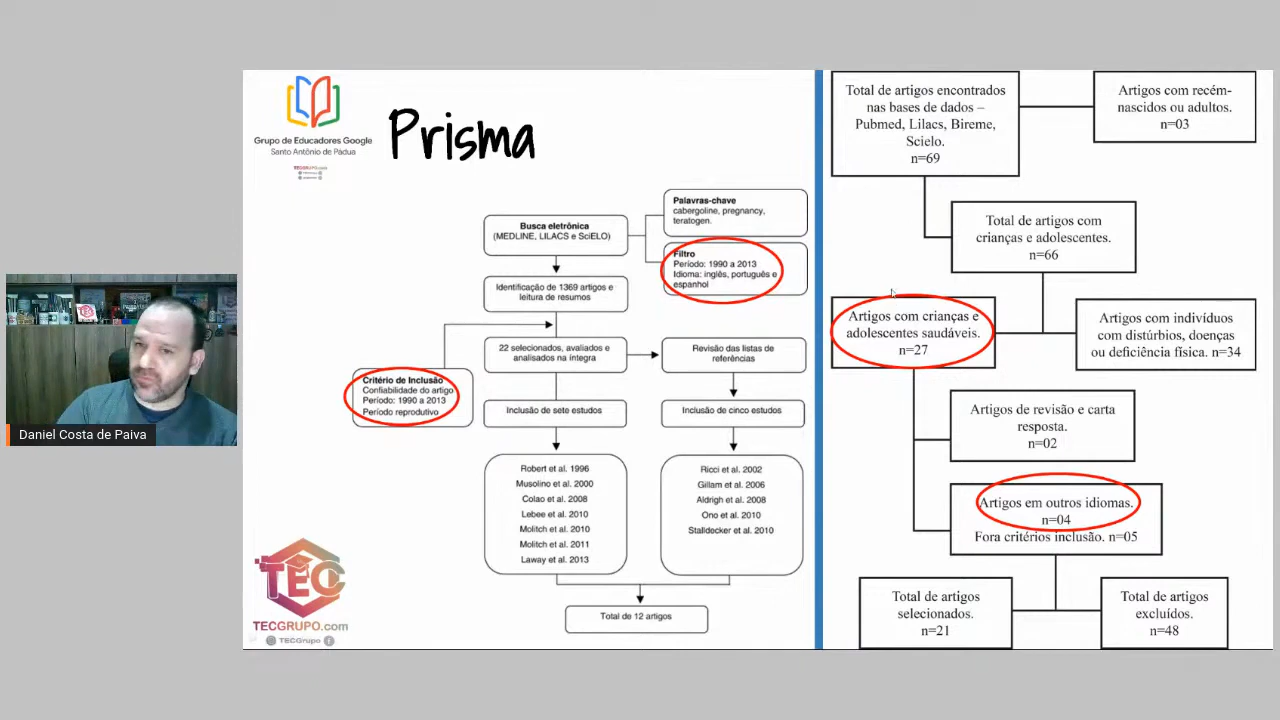 Grupo de Educadores Google
Santo Antônio de Pádua
TECGRUPO.com
Prisma
Palavras-chave
cabergoline, pregnancy,
teratogen.
Busca eletrônica
(MEDLINE, LILACS e SciELO)
Filtro
Período: 1990 a 2013
Idioma: inglês, português e
espanhol
Identificação de 1369 artigos e
leitura de resumos
22 selecionados, avaliados e
analisados na íntegra
Revisão das listas de
referências
Critério de Inclusão
Confiabilidade do artigo
Período: 1990 a 2013
Período reprodutivo
Inclusão de sete estudos
Inclusão de cinco estudos
Robert et al. 1996
Musolino et al. 2000
Colao et al. 2008
Lebee et al. 2010
Molitch et al. 2010
Molitch et al. 2011
Laway et al. 2013
Ricci et al. 2002
Gillam et al. 2006
Aldrigh et al. 2008
Ono et al. 2010
Stalldecker et al. 2010
Total de 12 artigos
TEC
TECGRUPO.com
TECGrupo
Total de artigos encontrados
nas bases de dados –
Pubmed, Lilacs, Bireme,
Scielo.
n=69
Artigos com recém-
nascidos ou adultos.
n=03
Total de artigos com
crianças e adolescentes.
n=66
Artigos com crianças e
adolescentes saudáveis.
n=27
Artigos com indivíduos
com distúrbios, doenças
ou deficiência física. n=34
Artigos de revisão e carta
resposta.
n=02
Artigos em outros idiomas.
n=04
Fora critérios inclusão. n=05
Total de artigos
selecionados.
n=21
Total de artigos
excluídos.
n=48
Daniel Costa de Paiva